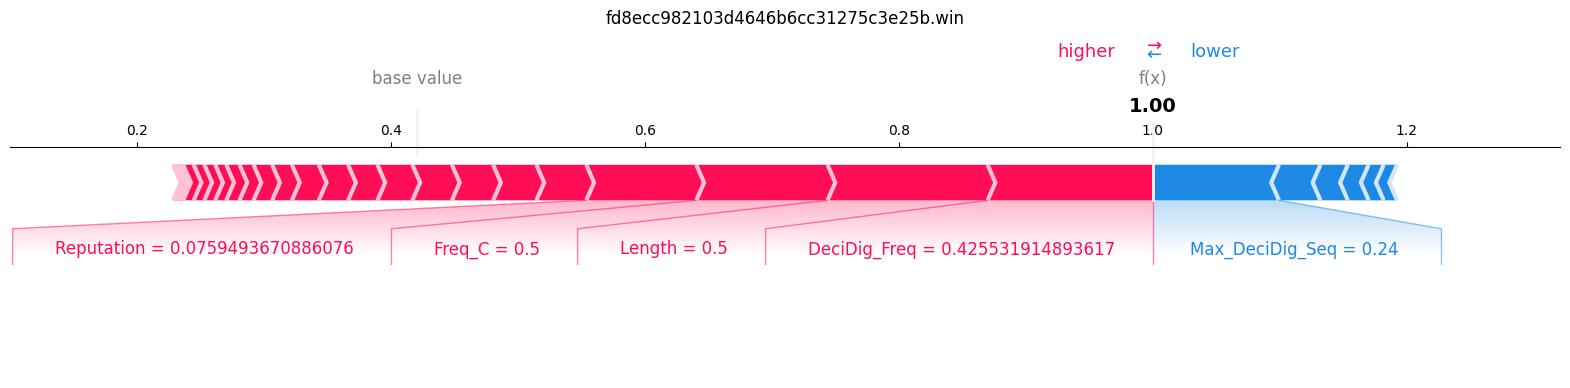 fd8ecc982103d4646b6cc31275c3e25b.win
higher → ← lower
base value f(x)
1.00
0.2 0.4 0.6 0.8 1.0 1.2
Reputation = 0.0759493670886076 Freq_C = 0.5 Length = 0.5 DeciDig_Freq = 0.425531914893617 Max_DeciDig_Seq = 0.24